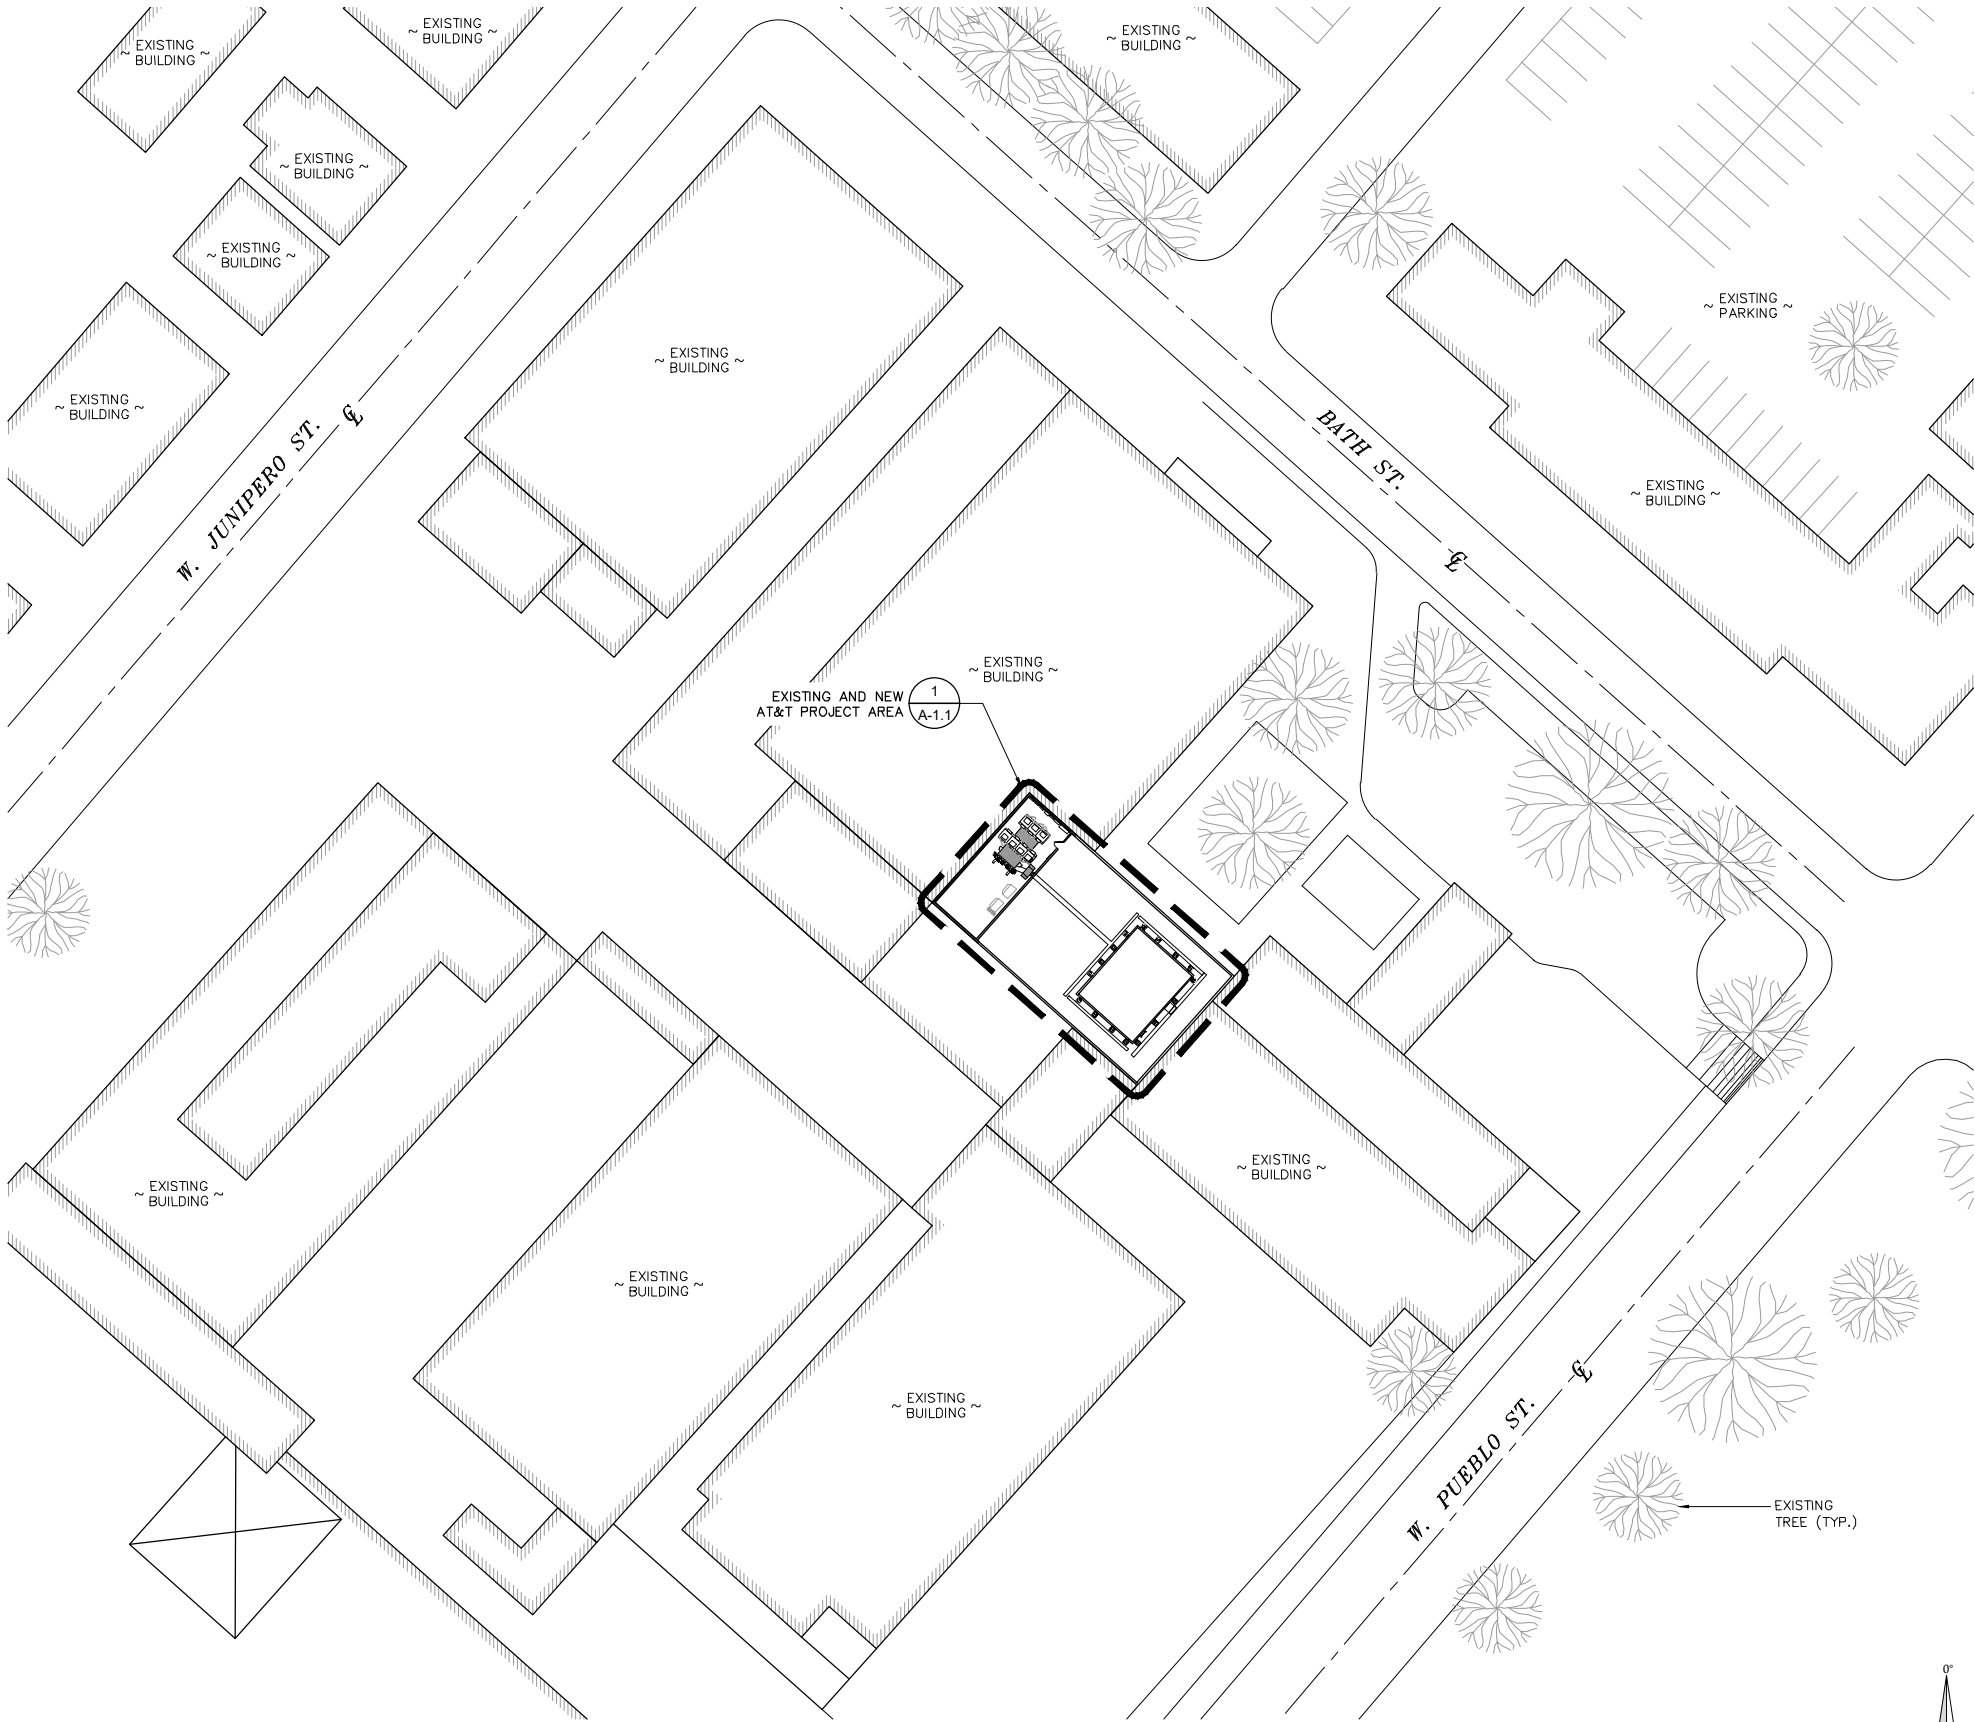 ~ EXISTING ~
BUILDING
~ EXISTING ~
BUILDING
~ EXISTING ~
BUILDING
~ EXISTING ~
BUILDING
~ EXISTING ~
BUILDING
~ EXISTING ~
PARKING
~ EXISTING ~
BUILDING
~ EXISTING ~
BUILDING
~ EXISTING ~
BUILDING
W. JUNIPERO ST. ℄
BATH ST.
℄
~ EXISTING ~
BUILDING
EXISTING AND NEW
AT&T PROJECT AREA
1
A-1.1
~ EXISTING ~
BUILDING
~ EXISTING ~
BUILDING
~ EXISTING ~
BUILDING
~ EXISTING ~
BUILDING
~ EXISTING ~
BUILDING
W. PUEBLO ST. ℄
EXISTING
TREE (TYP.)
0°